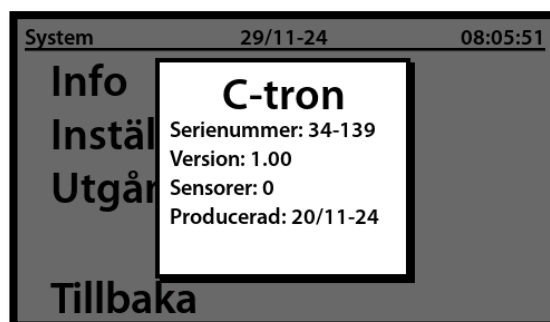 System 29/11-24 08:05:51
Info
C-tron
Serienummer: 34-139
Version: 1.00
Sensorer: 0
Producerad: 20/11-24
Tillbaka